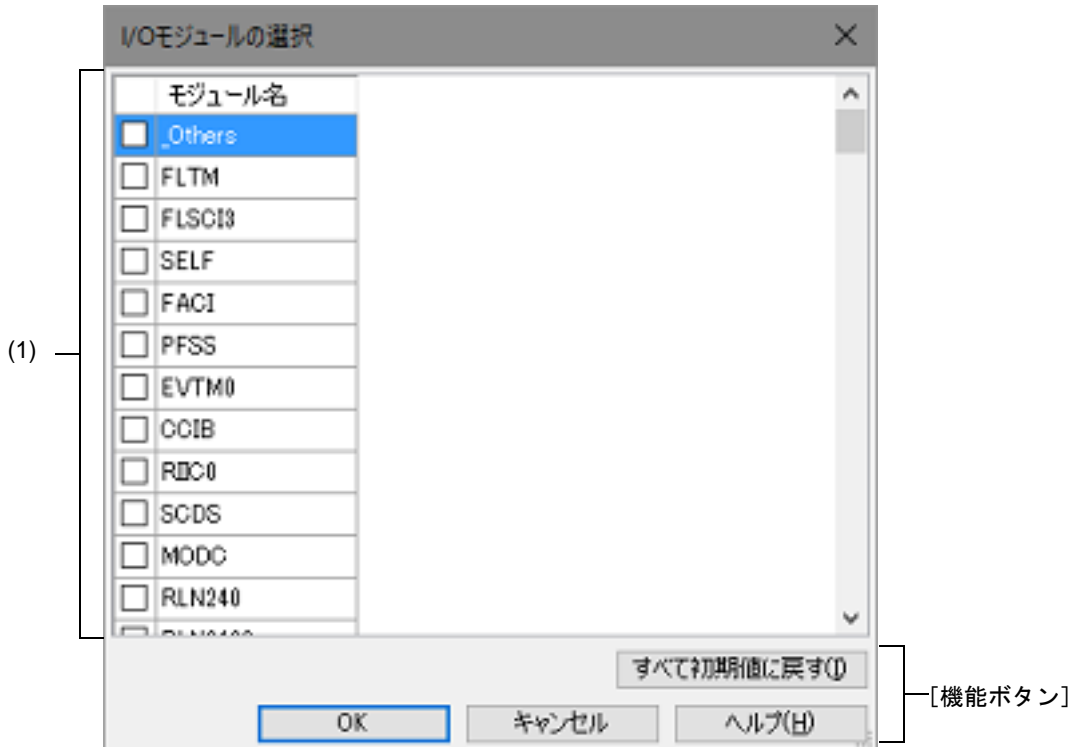 I/Oモジュールの選択
モジュール名
_Others
FLTM
FLSCI3
SELF
FACI
PFSS
EVTM0
CCIB
RIIC0
SCDS
MODC
RLN240
(1)
すべて初期値に戻す(I)
[機能ボタン]
OK
キャンセル
ヘルプ(H)